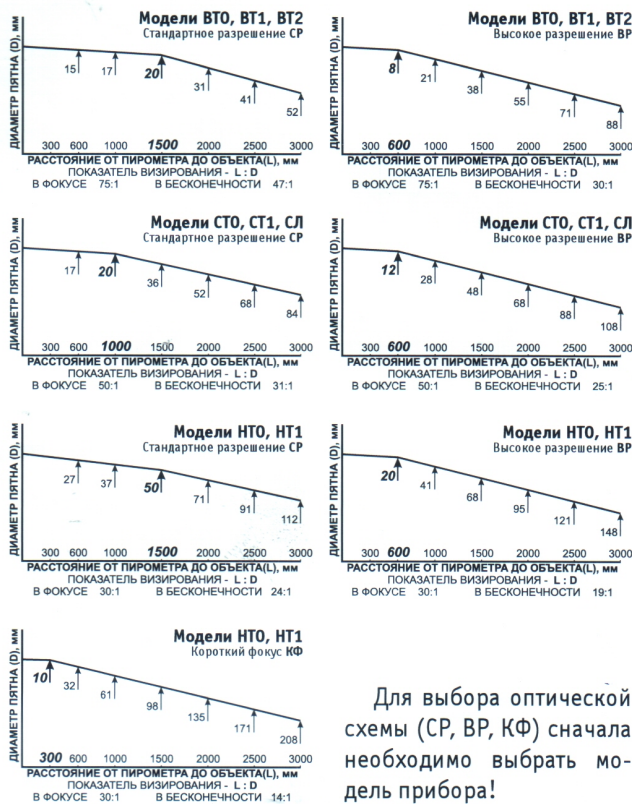 Модели ВТ0, ВТ1, ВТ2
Стандартное разрешение СР
ДИАМЕТР ПЯТНА (D), мм
15 17 20 31 41 52
300 600 1000 1500 2000 2500 3000
РАССТОЯНИЕ ОТ ПИРОМЕТРА ДО ОБЪЕКТА(L), мм
ПОКАЗАТЕЛЬ ВИЗИРОВАНИЯ - L : D
В ФОКУСЕ 75:1 В БЕСКОНЕЧНОСТИ 47:1
Модели ВТ0, ВТ1, ВТ2
Высокое разрешение ВР
ДИАМЕТР ПЯТНА (D), мм
8 21 38 55 71 88
300 600 1000 1500 2000 2500 3000
РАССТОЯНИЕ ОТ ПИРОМЕТРА ДО ОБЪЕКТА(L), мм
ПОКАЗАТЕЛЬ ВИЗИРОВАНИЯ - L : D
В ФОКУСЕ 75:1 В БЕСКОНЕЧНОСТИ 30:1
Модели СТ0, СТ1, СЛ
Стандартное разрешение СР
ДИАМЕТР ПЯТНА (D), мм
17 20 36 52 68 84
300 600 1000 1500 2000 2500 3000
РАССТОЯНИЕ ОТ ПИРОМЕТРА ДО ОБЪЕКТА(L), мм
ПОКАЗАТЕЛЬ ВИЗИРОВАНИЯ - L : D
В ФОКУСЕ 50:1 В БЕСКОНЕЧНОСТИ 31:1
Модели СТ0, СТ1, СЛ
Высокое разрешение ВР
ДИАМЕТР ПЯТНА (D), мм
12 28 48 68 88 108
300 600 1000 1500 2000 2500 3000
РАССТОЯНИЕ ОТ ПИРОМЕТРА ДО ОБЪЕКТА(L), мм
ПОКАЗАТЕЛЬ ВИЗИРОВАНИЯ - L : D
В ФОКУСЕ 50:1 В БЕСКОНЕЧНОСТИ 25:1
Модели НТ0, НТ1
Стандартное разрешение СР
ДИАМЕТР ПЯТНА (D), мм
27 37 50 71 91 112
300 600 1000 1500 2000 2500 3000
РАССТОЯНИЕ ОТ ПИРОМЕТРА ДО ОБЪЕКТА(L), мм
ПОКАЗАТЕЛЬ ВИЗИРОВАНИЯ - L : D
В ФОКУСЕ 30:1 В БЕСКОНЕЧНОСТИ 24:1
Модели НТ0, НТ1
Высокое разрешение ВР
ДИАМЕТР ПЯТНА (D), мм
20 41 68 95 121 148
300 600 1000 1500 2000 2500 3000
РАССТОЯНИЕ ОТ ПИРОМЕТРА ДО ОБЪЕКТА(L), мм
ПОКАЗАТЕЛЬ ВИЗИРОВАНИЯ - L : D
В ФОКУСЕ 30:1 В БЕСКОНЕЧНОСТИ 19:1
Модели НТ0, НТ1
Короткий фокус КФ
ДИАМЕТР ПЯТНА (D), мм
10 32 61 98 135 171 208
300 600 1000 1500 2000 2500 3000
РАССТОЯНИЕ ОТ ПИРОМЕТРА ДО ОБЪЕКТА(L), мм
ПОКАЗАТЕЛЬ ВИЗИРОВАНИЯ - L : D
В ФОКУСЕ 30:1 В БЕСКОНЕЧНОСТИ 14:1
Для выбора оптической
схемы (СР, ВР, КФ) сначала
необходимо выбрать мо-
дель прибора!